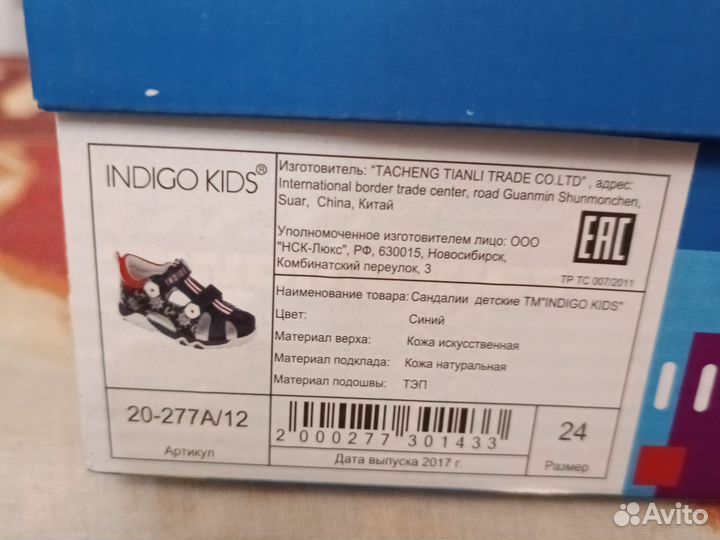 INDIGO KIDS®
Изготовитель: "TACHENG TIANLI TRADE CO.LTD" , адрес:
International border trade center, road Guanmin Shunmonchen,
Suar, China, Китай
Уполномоченное изготовителем лицо: ООО
"НСК-Люкс", РФ, 630015, Новосибирск,
Комбинатский переулок, 3
EAC
ТР ТС 007/2011
Наименование товара: Сандалии детские ТМ"INDIGO KIDS"
Цвет: Синий
Материал верха: Кожа искусственная
Материал подклада: Кожа натуральная
Материал подошвы: ТЭП
20-277A/12
Артикул
2 000277 301433
Дата выпуска 2017 г.
24
Размер
Avito